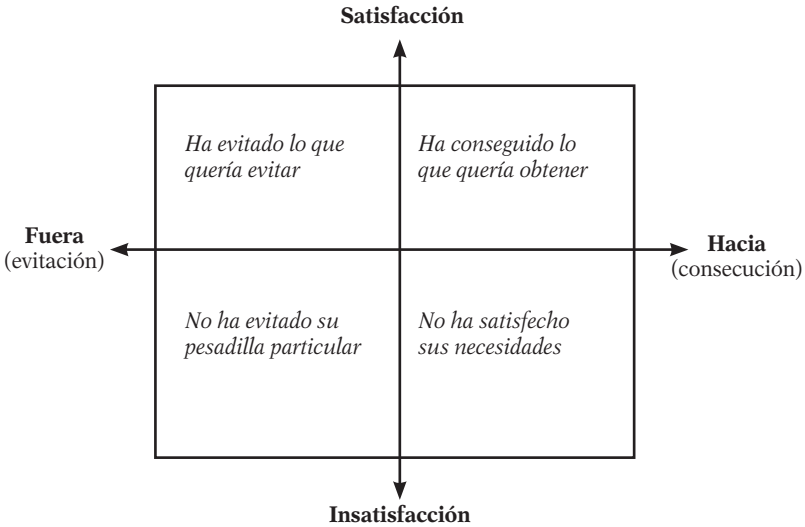 Satisfacción
Ha evitado lo que
quería evitar
Ha conseguido lo
que quería obtener
Fuera
(evitación)
Hacia
(consecución)
No ha evitado su
pesadilla particular
No ha satisfecho
sus necesidades
Insatisfacción